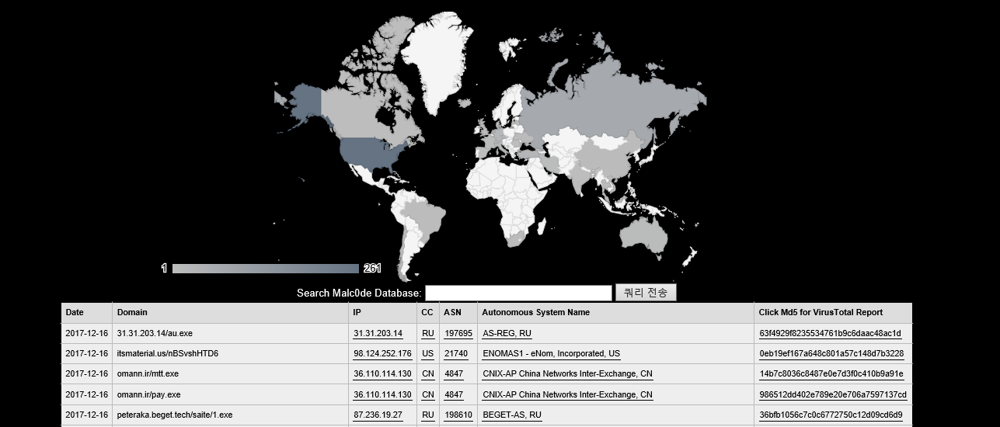 1 261
Search Malc0de Database: 쿼리 전송
Date Domain IP CC ASN Autonomous System Name Click Md5 for VirusTotal Report
2017-12-16 31.31.203.14/au.exe 31.31.203.14 RU 197695 AS-REG, RU 63f4929f8235534761b9c6daac48ac1d
2017-12-16 itsmaterial.us/nBSvshHTD6 98.124.252.176 US 21740 ENOMAS1 - eNom, Incorporated, US 0eb19ef167a648c801a57c148d7b3228
2017-12-16 omann.ir/mtt.exe 36.110.114.130 CN 4847 CNIX-AP China Networks Inter-Exchange, CN 14b7c8036c8487e0e7d3f0c410b9a91e
2017-12-16 omann.ir/pay.exe 36.110.114.130 CN 4847 CNIX-AP China Networks Inter-Exchange, CN 986512dd402e789e20e706a7597137cd
2017-12-16 peteraka.beget.tech/saite/1.exe 87.236.19.27 RU 198610 BEGET-AS, RU 36bfb1056c7c0c6772750c12d09cd6d9